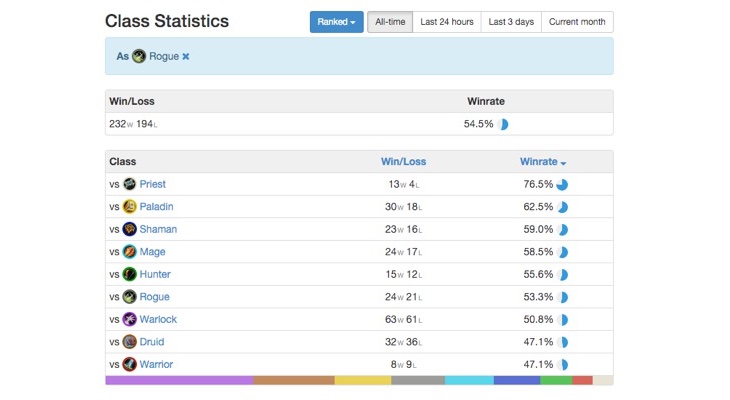 Class Statistics Ranked All-time Last 24 hours Last 3 days Current month
As Rogue ×
Win/Loss Winrate
232W 194L 54.5%
Class Win/Loss Winrate
vs Priest 13W 4L 76.5%
vs Paladin 30W 18L 62.5%
vs Shaman 23W 16L 59.0%
vs Mage 24W 17L 58.5%
vs Hunter 15W 12L 55.6%
vs Rogue 24W 21L 53.3%
vs Warlock 63W 61L 50.8%
vs Druid 32W 36L 47.1%
vs Warrior 8W 9L 47.1%